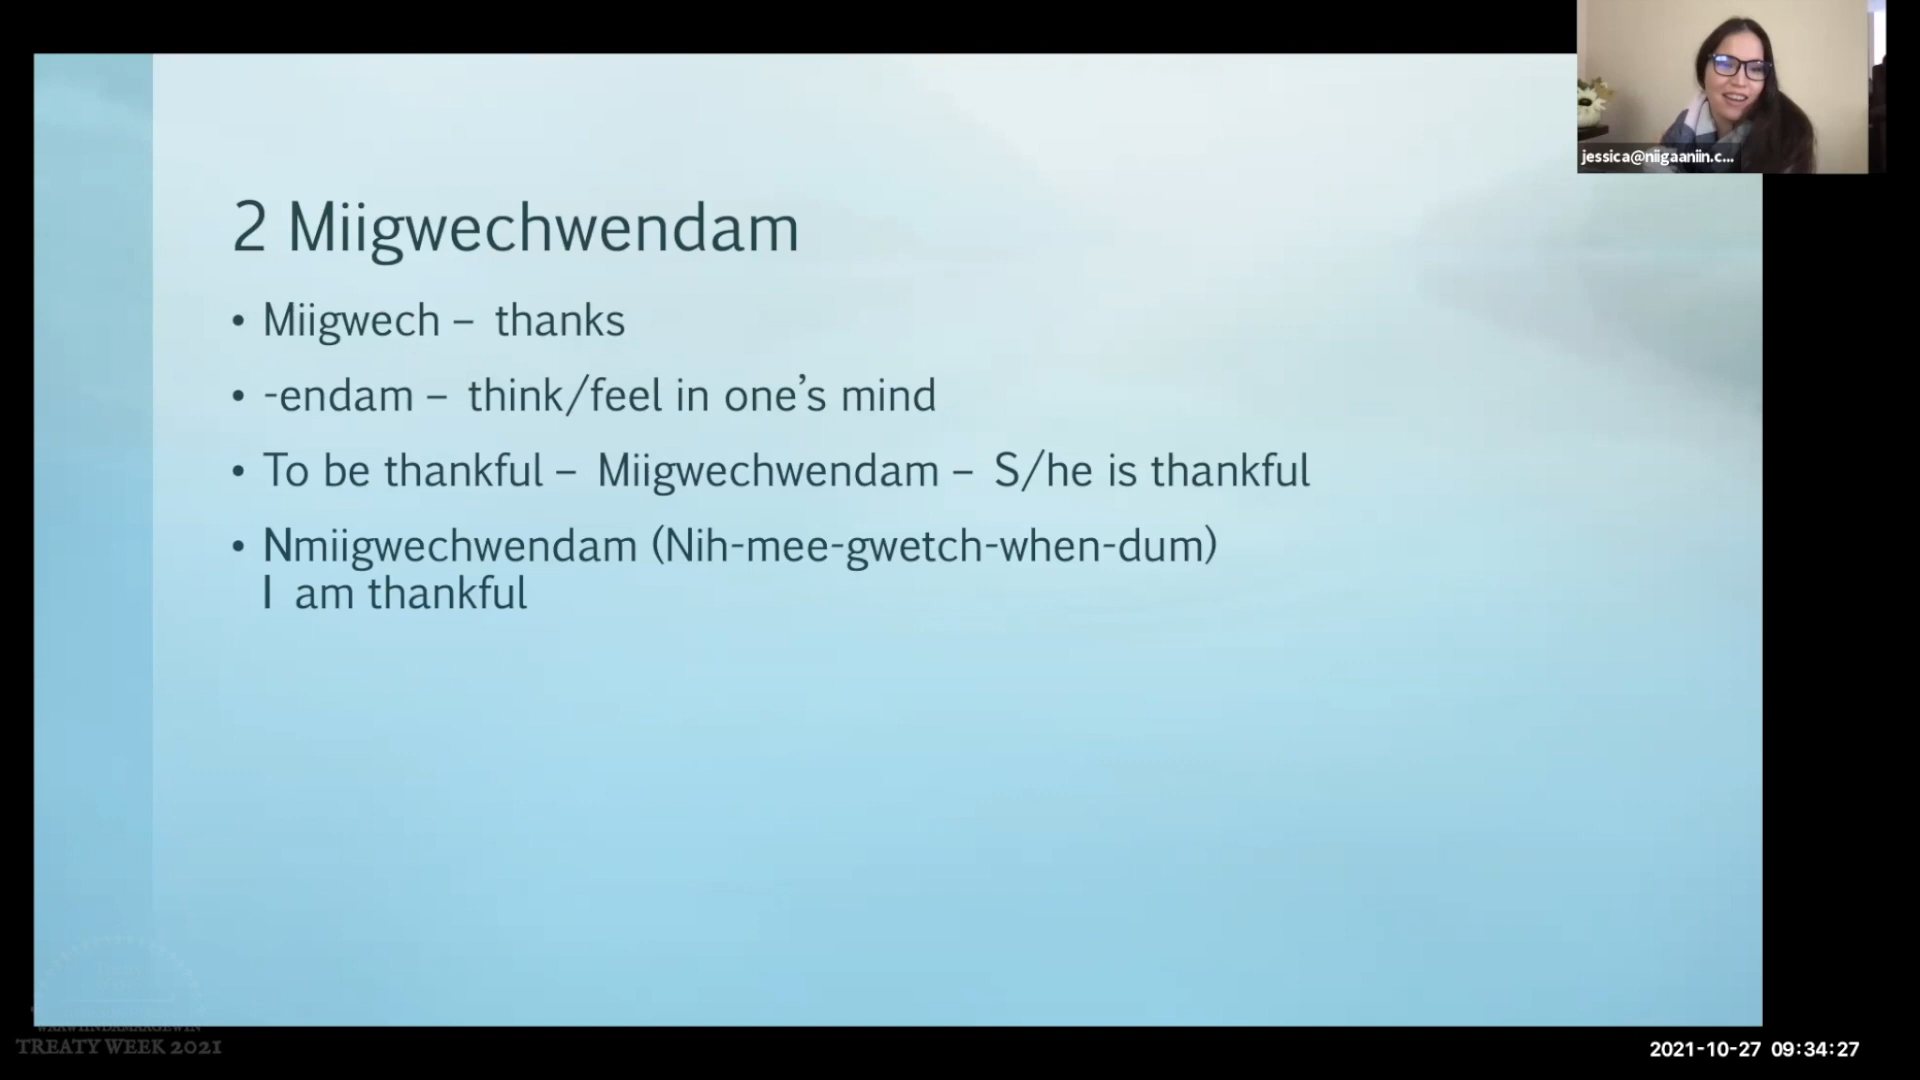 jessica@niigaaniin.c...
2 Miigwechwendam
• Miigwech – thanks
• -endam – think/feel in one's mind
• To be thankful – Miigwechwendam – S/he is thankful
• Nmiigwechwendam (Nih-mee-gwetch-when-dum)
I am thankful
TREATY WEEK 2021
2021-10-27 09:34:27